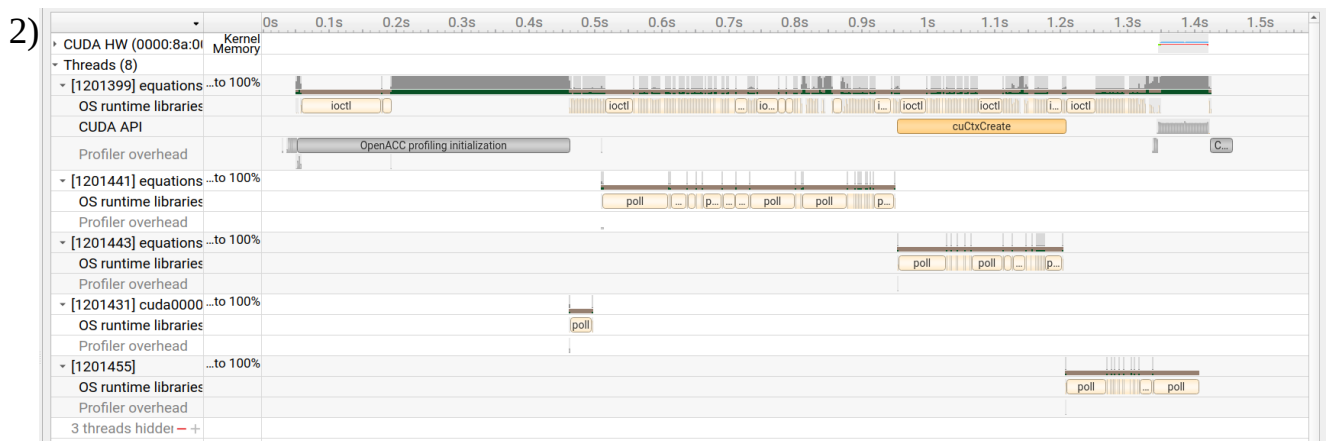 2)
0s 0.1s 0.2s 0.3s 0.4s 0.5s 0.6s 0.7s 0.8s 0.9s 1s 1.1s 1.2s 1.3s 1.4s 1.5s
CUDA HW (0000:8a:0 Kernel
Memory
Threads (8)
[1201399] equations ...to 100%
OS runtime libraries ioctl ioctl ... io... i... ioctl ioctl i... ioctl
CUDA API cuCtxCreate
Profiler overhead OpenACC profiling initialization C...
[1201441] equations ...to 100%
OS runtime libraries poll ... p... ... ... poll poll p...
Profiler overhead
[1201443] equations ...to 100%
OS runtime libraries poll poll ... p...
Profiler overhead
[1201431] cuda0000 ...to 100%
OS runtime libraries poll
Profiler overhead
[1201455] ...to 100%
OS runtime libraries poll ... poll
Profiler overhead
3 threads hidde